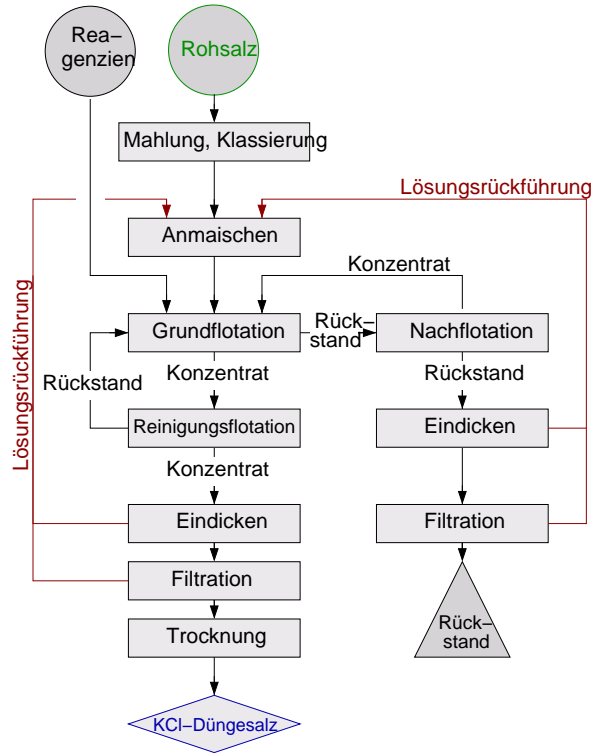 Rea–
genzien
Rohsalz
Mahlung, Klassierung
Lösungsrückführung
Anmaischen
Konzentrat
Lösungsrückführung
Grundflotation
Rück–
stand
Nachflotation
Rückstand
Konzentrat
Rückstand
Reinigungsflotation
Eindicken
Konzentrat
Eindicken
Filtration
Filtration
Rück–
stand
Trocknung
KCl–Düngesalz